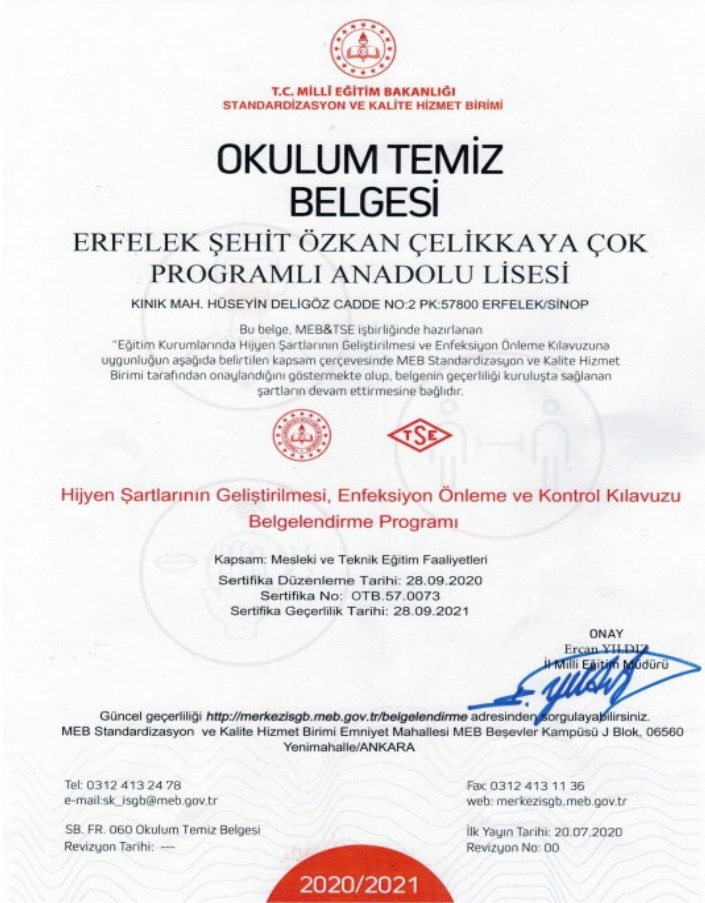 T.C. MİLLÎ EĞİTİM BAKANLIĞI
STANDARDİZASYON VE KALİTE HİZMET BİRİMİ
OKULUM TEMİZ
BELGESİ
ERFELEK ŞEHİT ÖZKAN ÇELİKKAYA ÇOK
PROGRAMLI ANADOLU LİSESİ
KINIK MAH. HÜSEYİN DELİGÖZ CADDE NO:2 PK:57800 ERFELEK/SİNOP
Bu belge, MEB&TSE işbirliğinde hazırlanan
"Eğitim Kurumlarında Hijyen Şartlarının Geliştirilmesi ve Enfeksiyon Önleme Kılavuzuna
uygunluğun aşağıda belirtilen kapsam çerçevesinde MEB Standardizasyon ve Kalite Hizmet
Birimi tarafından onaylandığını göstermekte olup, belgenin geçerliliği kuruluşta sağlanan
şartların devam ettirmesine bağlıdır.
TSE
Hijyen Şartlarının Geliştirilmesi, Enfeksiyon Önleme ve Kontrol Kılavuzu
Belgelendirme Programı
Kapsam: Mesleki ve Teknik Eğitim Faaliyetleri
Sertifika Düzenleme Tarihi: 28.09.2020
Sertifika No: OTB.57.0073
Sertifika Geçerlilik Tarihi: 28.09.2021
ONAY
Ercan YILDIZ
İl Milli Eğitim Müdürü
Güncel geçerliliği http://merkezisgb.meb.gov.tr/belgelendirme adresinden sorgulayabilirsiniz.
MEB Standardizasyon ve Kalite Hizmet Birimi Emniyet Mahallesi MEB Beşevler Kampüsü J Blok, 06560
Yenimahalle/ANKARA
Tel: 0312 413 24 78
e-mail:sk_isgb@meb.gov.tr
Fax: 0312 413 11 36
web: merkezisgb.meb.gov.tr
SB. FR. 060 Okulum Temiz Belgesi
Revizyon Tarihi: ---
İlk Yayın Tarihi: 20.07.2020
Revizyon No: 00
2020/2021